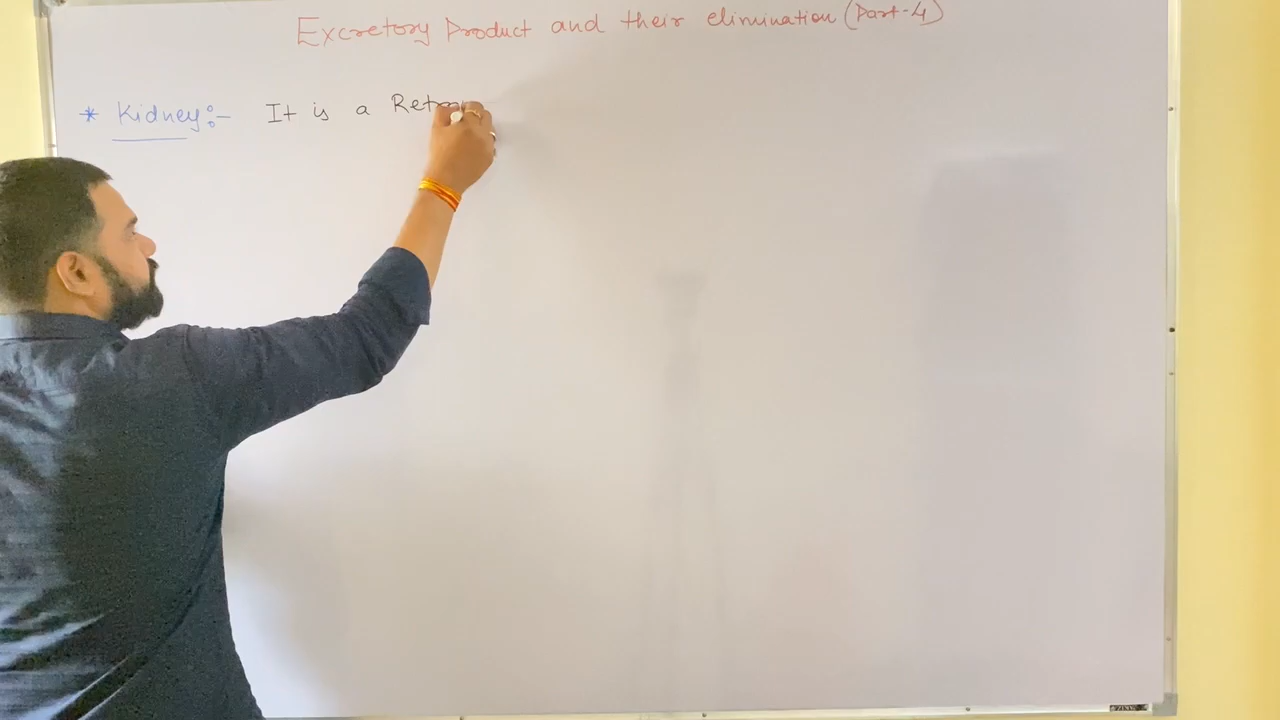 Excretory Product and their elimination (Part-4)
* Kidney :- It is a